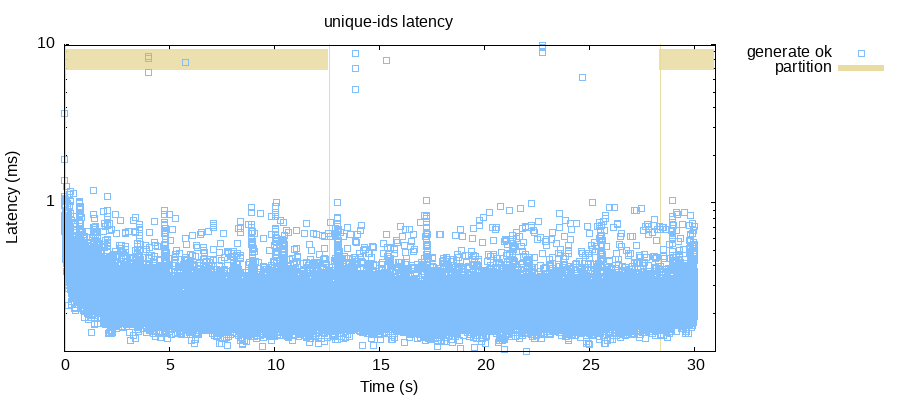 unique-ids latency
generate ok
partition
10
1
Latency (ms)
0 5 10 15 20 25 30
Time (s)